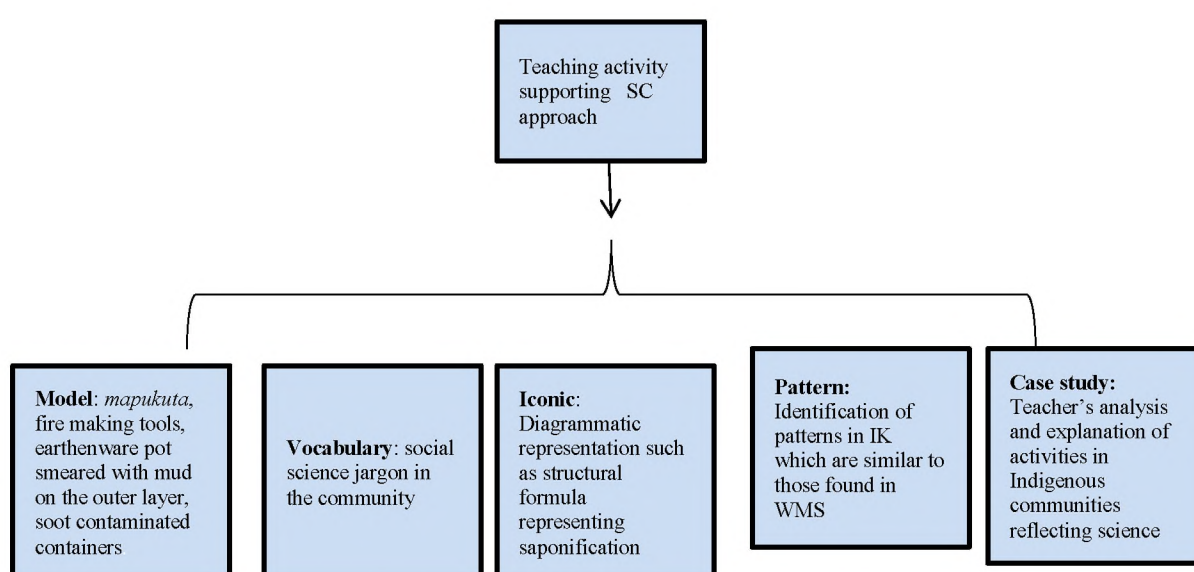 Teaching activity
supporting SC
approach
Model: mapukuta,
fire making tools,
earthenware pot
smeared with mud
on the outer layer,
soot contaminated
containers
Vocabulary: social
science jargon in
the community
Iconic:
Diagrammatic
representation such
as structural
formula
representing
saponification
Pattern:
Identification of
patterns in IK
which are similar to
those found in
WMS
Case study:
Teacher’s analysis
and explanation of
activities in
Indigenous
communities
reflecting science